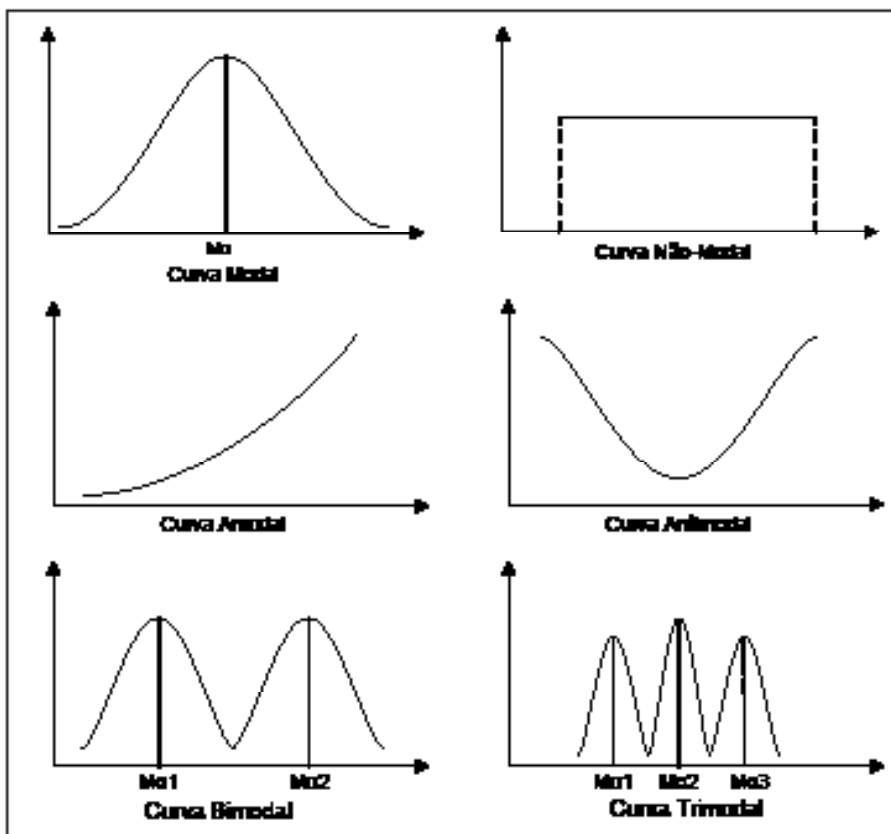 Mo
Curva Modal
Curva Não-Modal
Curva Amodal
Curva Antimodal
Mo1 Mo2
Curva Bimodal
Mo1 Mo2 Mo3
Curva Trimodal